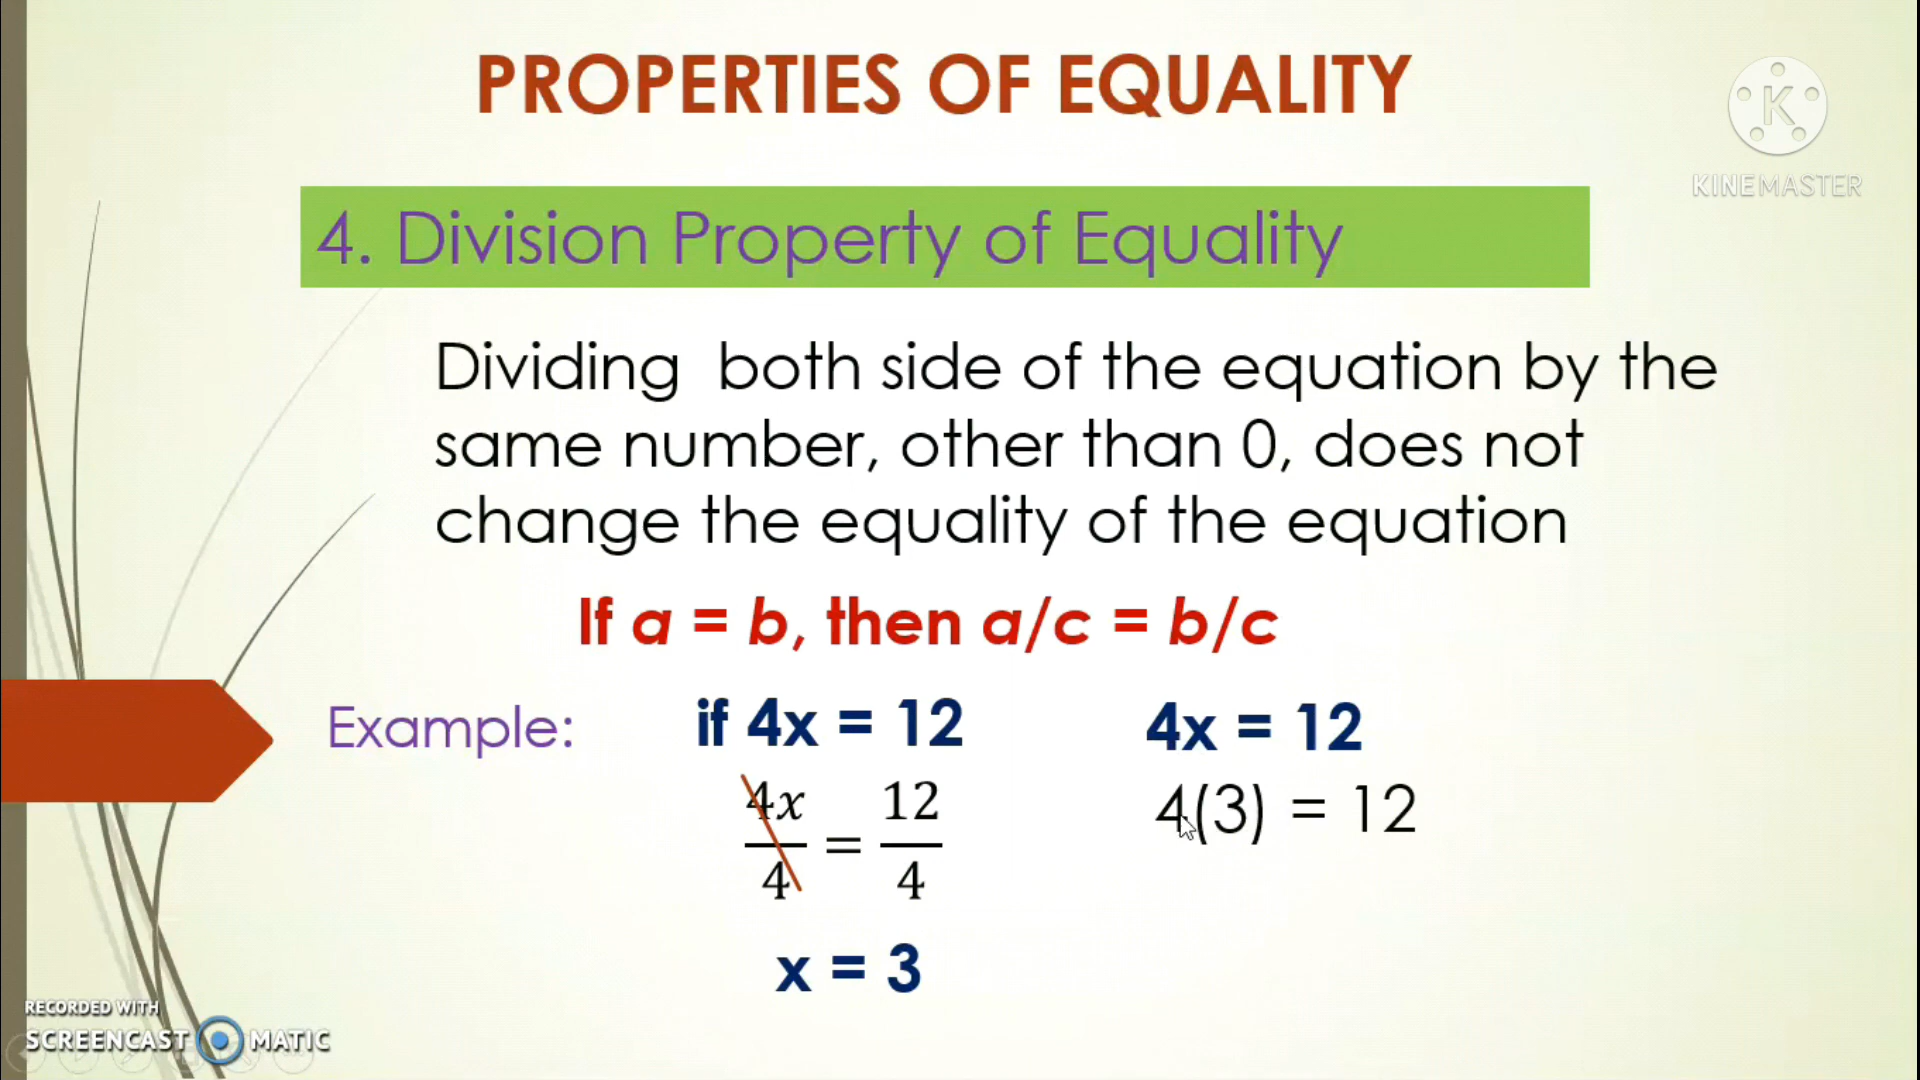 PROPERTIES OF EQUALITY
K
KINEMASTER
4. Division Property of Equality
Dividing both side of the equation by the
same number, other than 0, does not
change the equality of the equation
If a = b, then a/c = b/c
Example:
if 4x = 12
4x/4 = 12/4
x = 3
4x = 12
4(3) = 12
RECORDED WITH
SCREENCAST MATIC